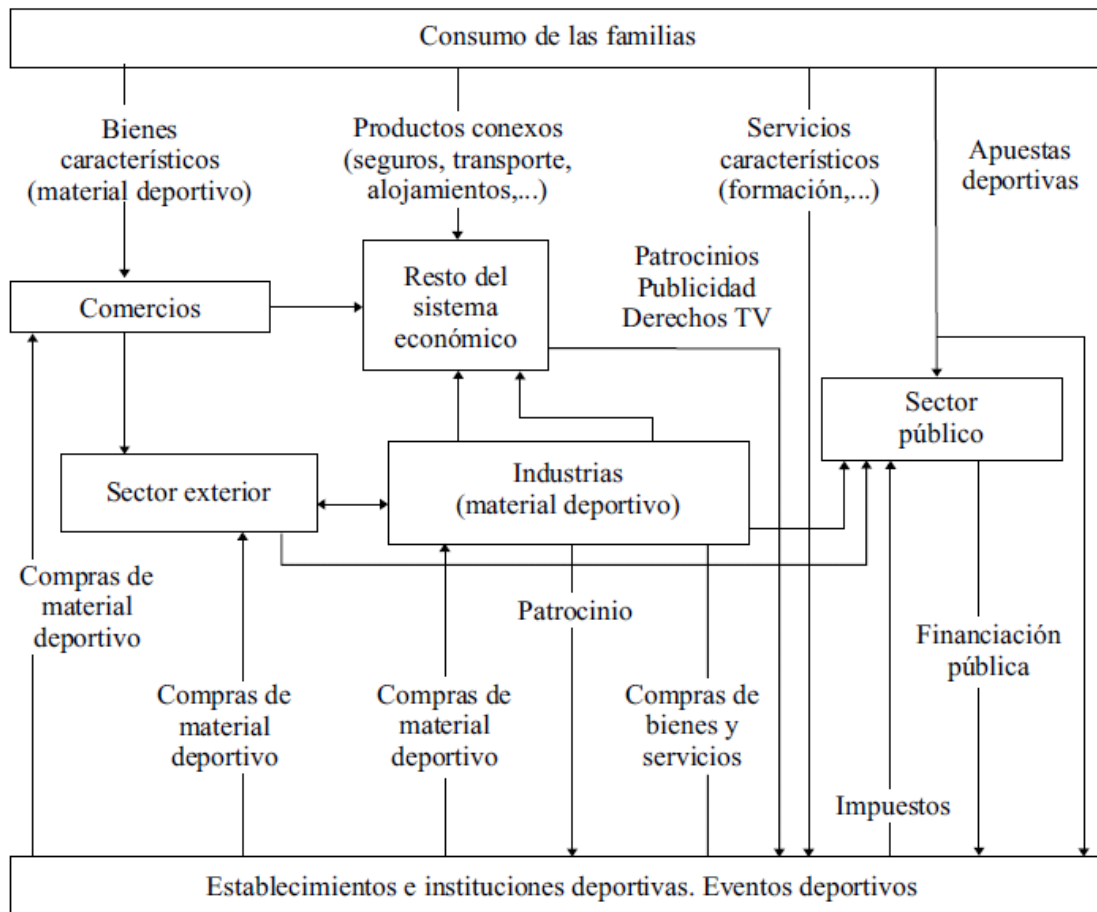 Consumo de las familias
Bienes
característicos
(material deportivo)
Productos conexos
(seguros, transporte,
alojamientos,...)
Servicios
característicos
(formación,...)
Apuestas
deportivas
Comercios
Resto del
sistema
económico
Patrocinios
Publicidad
Derechos TV
Sector
público
Sector exterior
Industrias
(material deportivo)
Compras de
material
deportivo
Compras de
material
deportivo
Compras de
material
deportivo
Patrocinio
Compras de
bienes y
servicios
Impuestos
Financiación
pública
Establecimientos e instituciones deportivas. Eventos deportivos